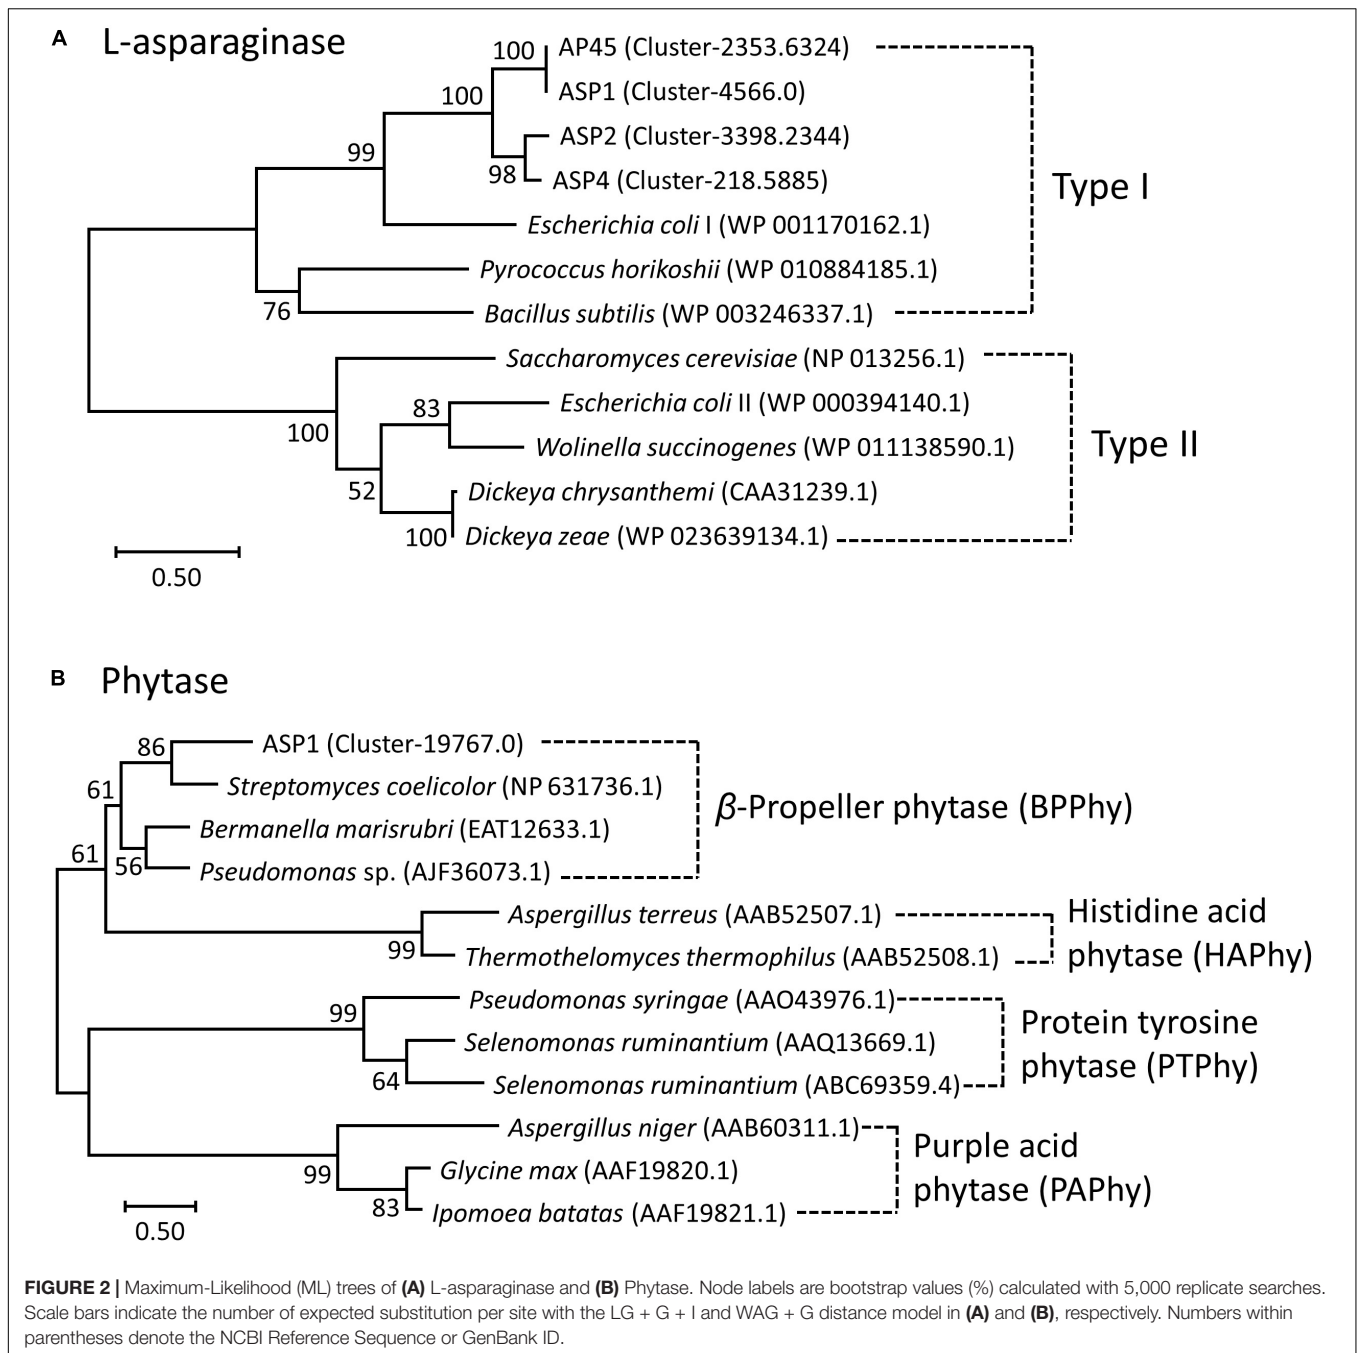 A L-asparaginase
100 AP45 (Cluster-2353.6324)
100 ASP1 (Cluster-4566.0)
ASP2 (Cluster-3398.2344)
99
98 ASP4 (Cluster-218.5885)
Type I
Escherichia coli I (WP 001170162.1)
Pyrococcus horikoshii (WP 010884185.1)
76
Bacillus subtilis (WP 003246337.1)
Saccharomyces cerevisiae (NP 013256.1)
83 Escherichia coli II (WP 000394140.1)
100
Wolinella succinogenes (WP 011138590.1)
Type II
52 Dickeya chrysanthemi (CAA31239.1)
100 Dickeya zeae (WP 023639134.1)
0.50
B Phytase
86 ASP1 (Cluster-19767.0)
61 Streptomyces coelicolor (NP 631736.1)
β-Propeller phytase (BPPhy)
Bermanella marisrubri (EAT12633.1)
61
56 Pseudomonas sp. (AJF36073.1)
Aspergillus terreus (AAB52507.1)
99 Thermothelomyces thermophilus (AAB52508.1)
Histidine acid
phytase (HAPhy)
Pseudomonas syringae (AAO43976.1)
99
Selenomonas ruminantium (AAQ13669.1)
64 Selenomonas ruminantium (ABC69359.4)
Protein tyrosine
phytase (PTPhy)
Aspergillus niger (AAB60311.1)
99 Glycine max (AAF19820.1)
83 Ipomoea batatas (AAF19821.1)
Purple acid
phytase (PAPhy)
0.50
FIGURE 2 | Maximum-Likelihood (ML) trees of (A) L-asparaginase and (B) Phytase. Node labels are bootstrap values (%) calculated with 5,000 replicate searches.
Scale bars indicate the number of expected substitution per site with the LG + G + I and WAG + G distance model in (A) and (B), respectively. Numbers within
parentheses denote the NCBI Reference Sequence or GenBank ID.